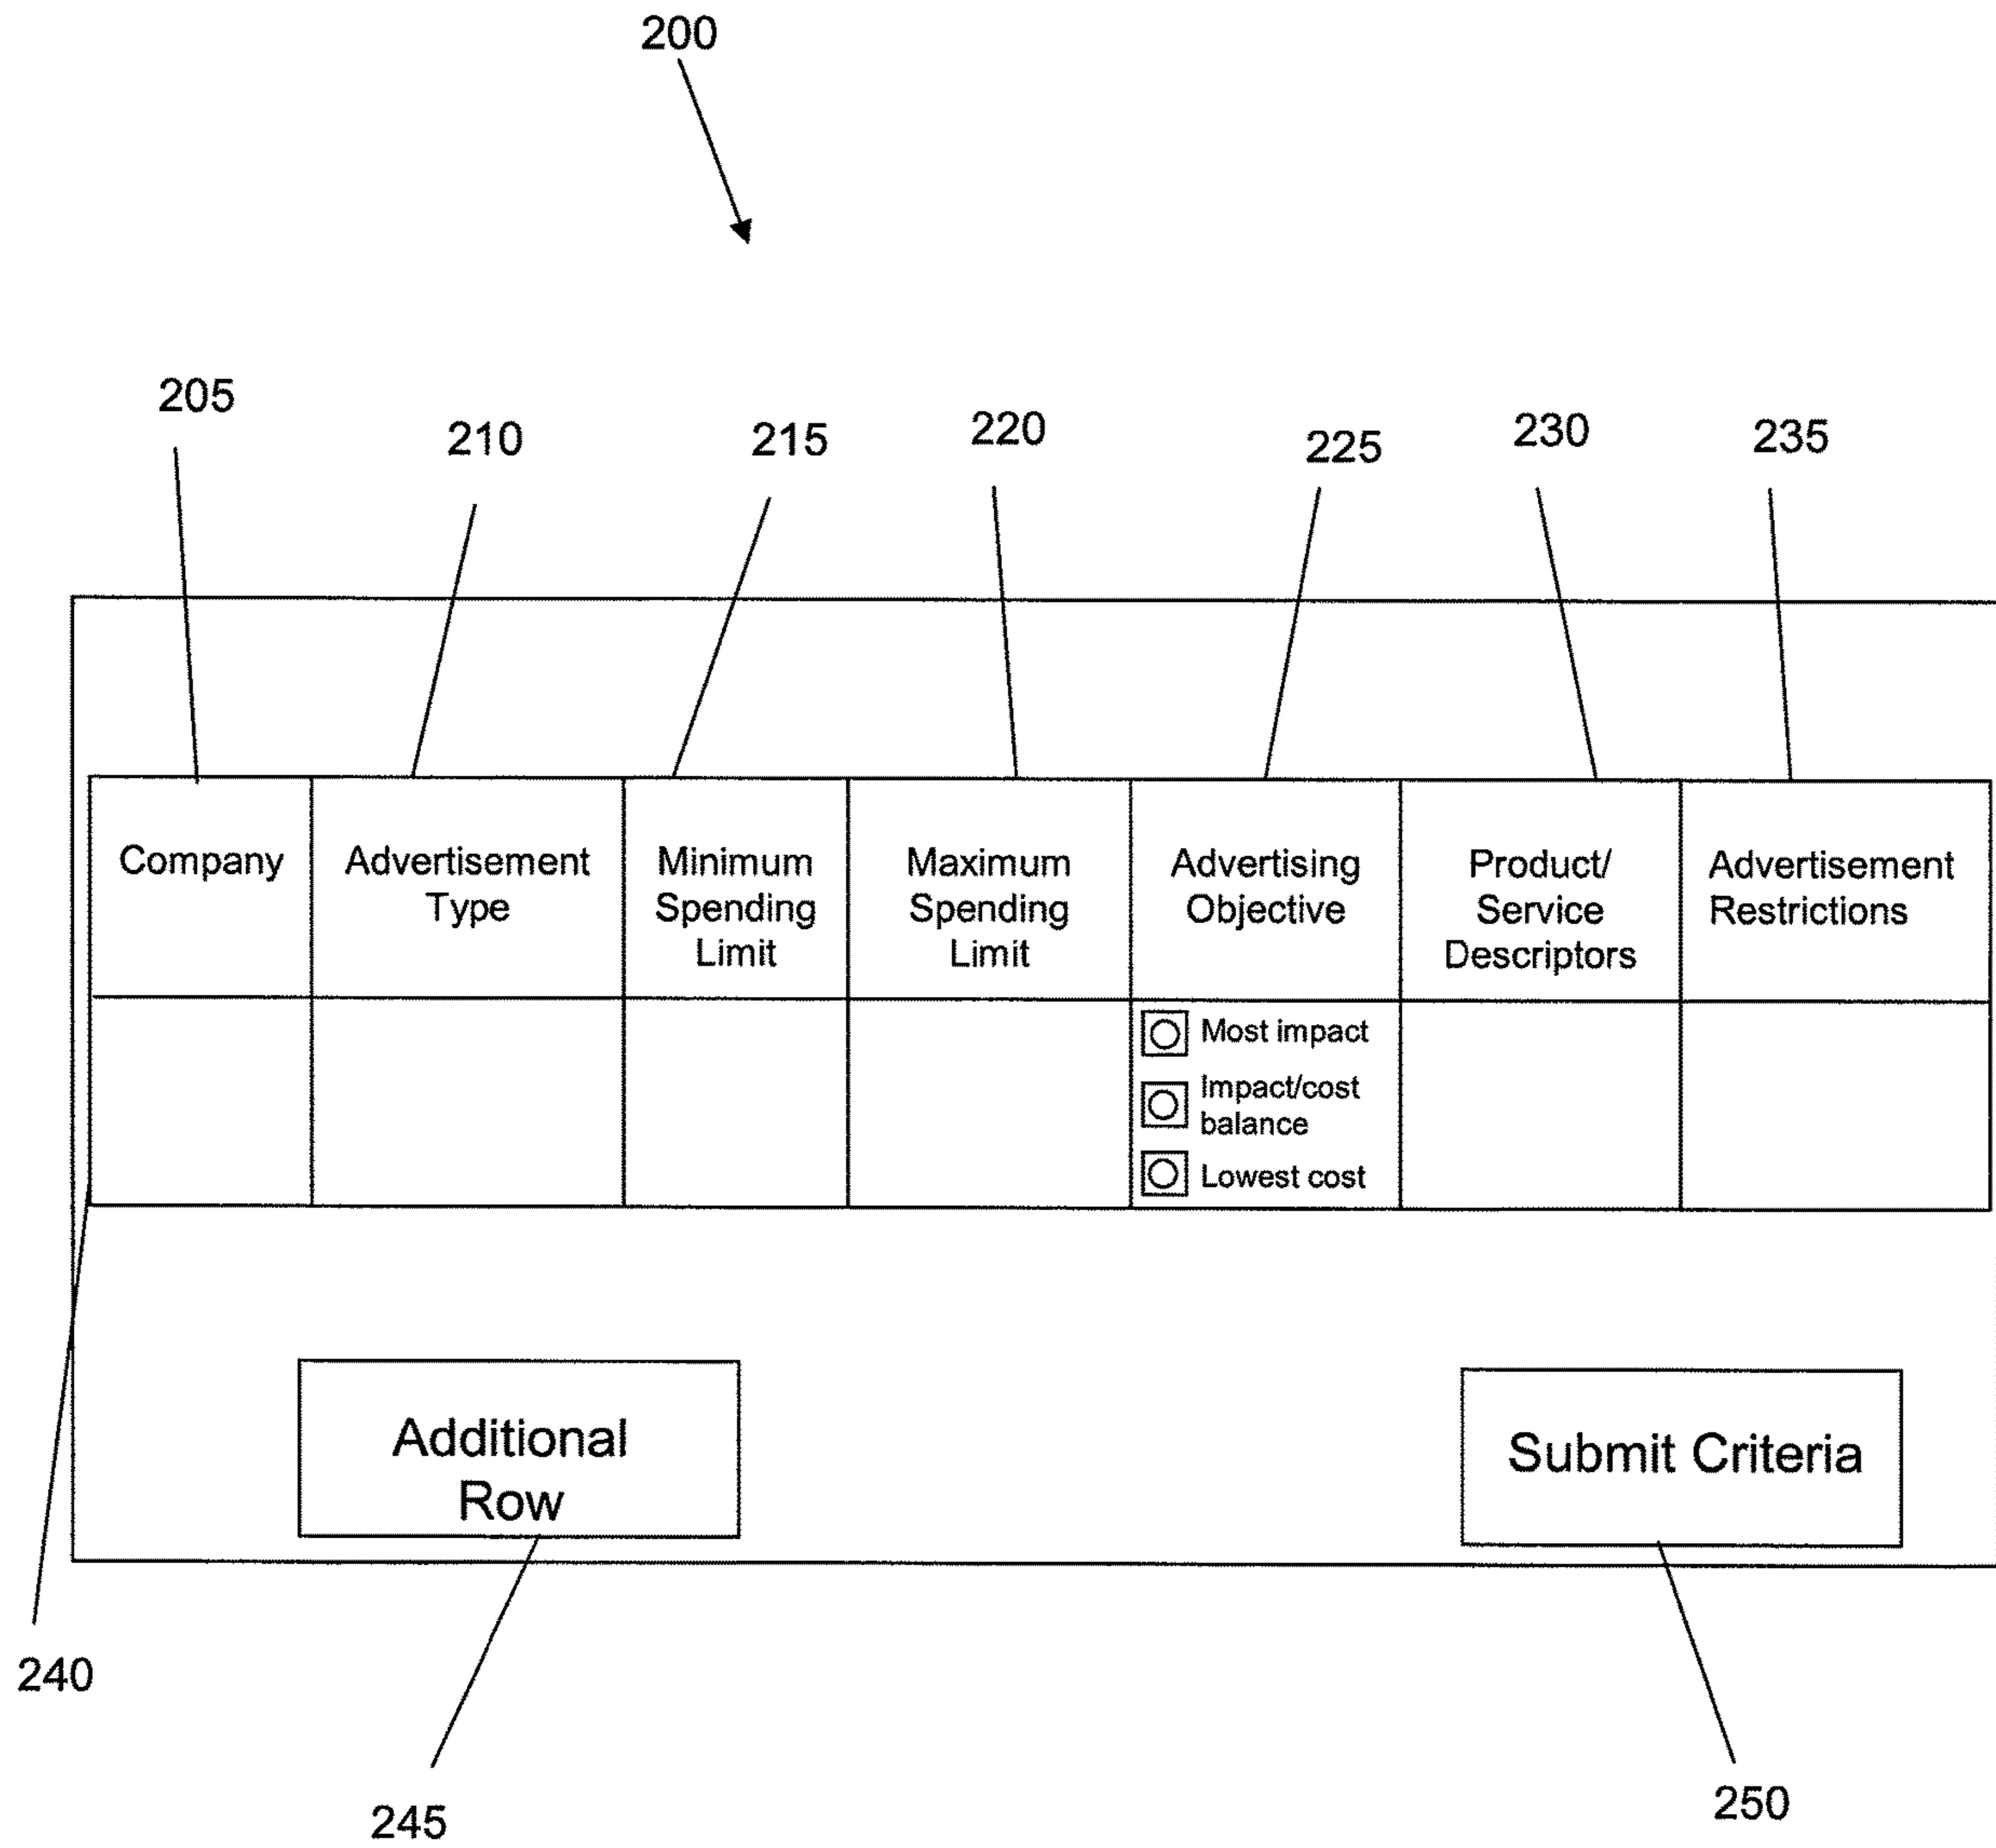 200
205
210
215
220
225
230
235
Company
Advertisement
Type
Minimum
Spending
Limit
Maximum
Spending
Limit
Advertising
Objective
Product/
Service
Descriptors
Advertisement
Restrictions
Most impact
Impact/cost
balance
Lowest cost
Additional
Row
Submit Criteria
240
245
250